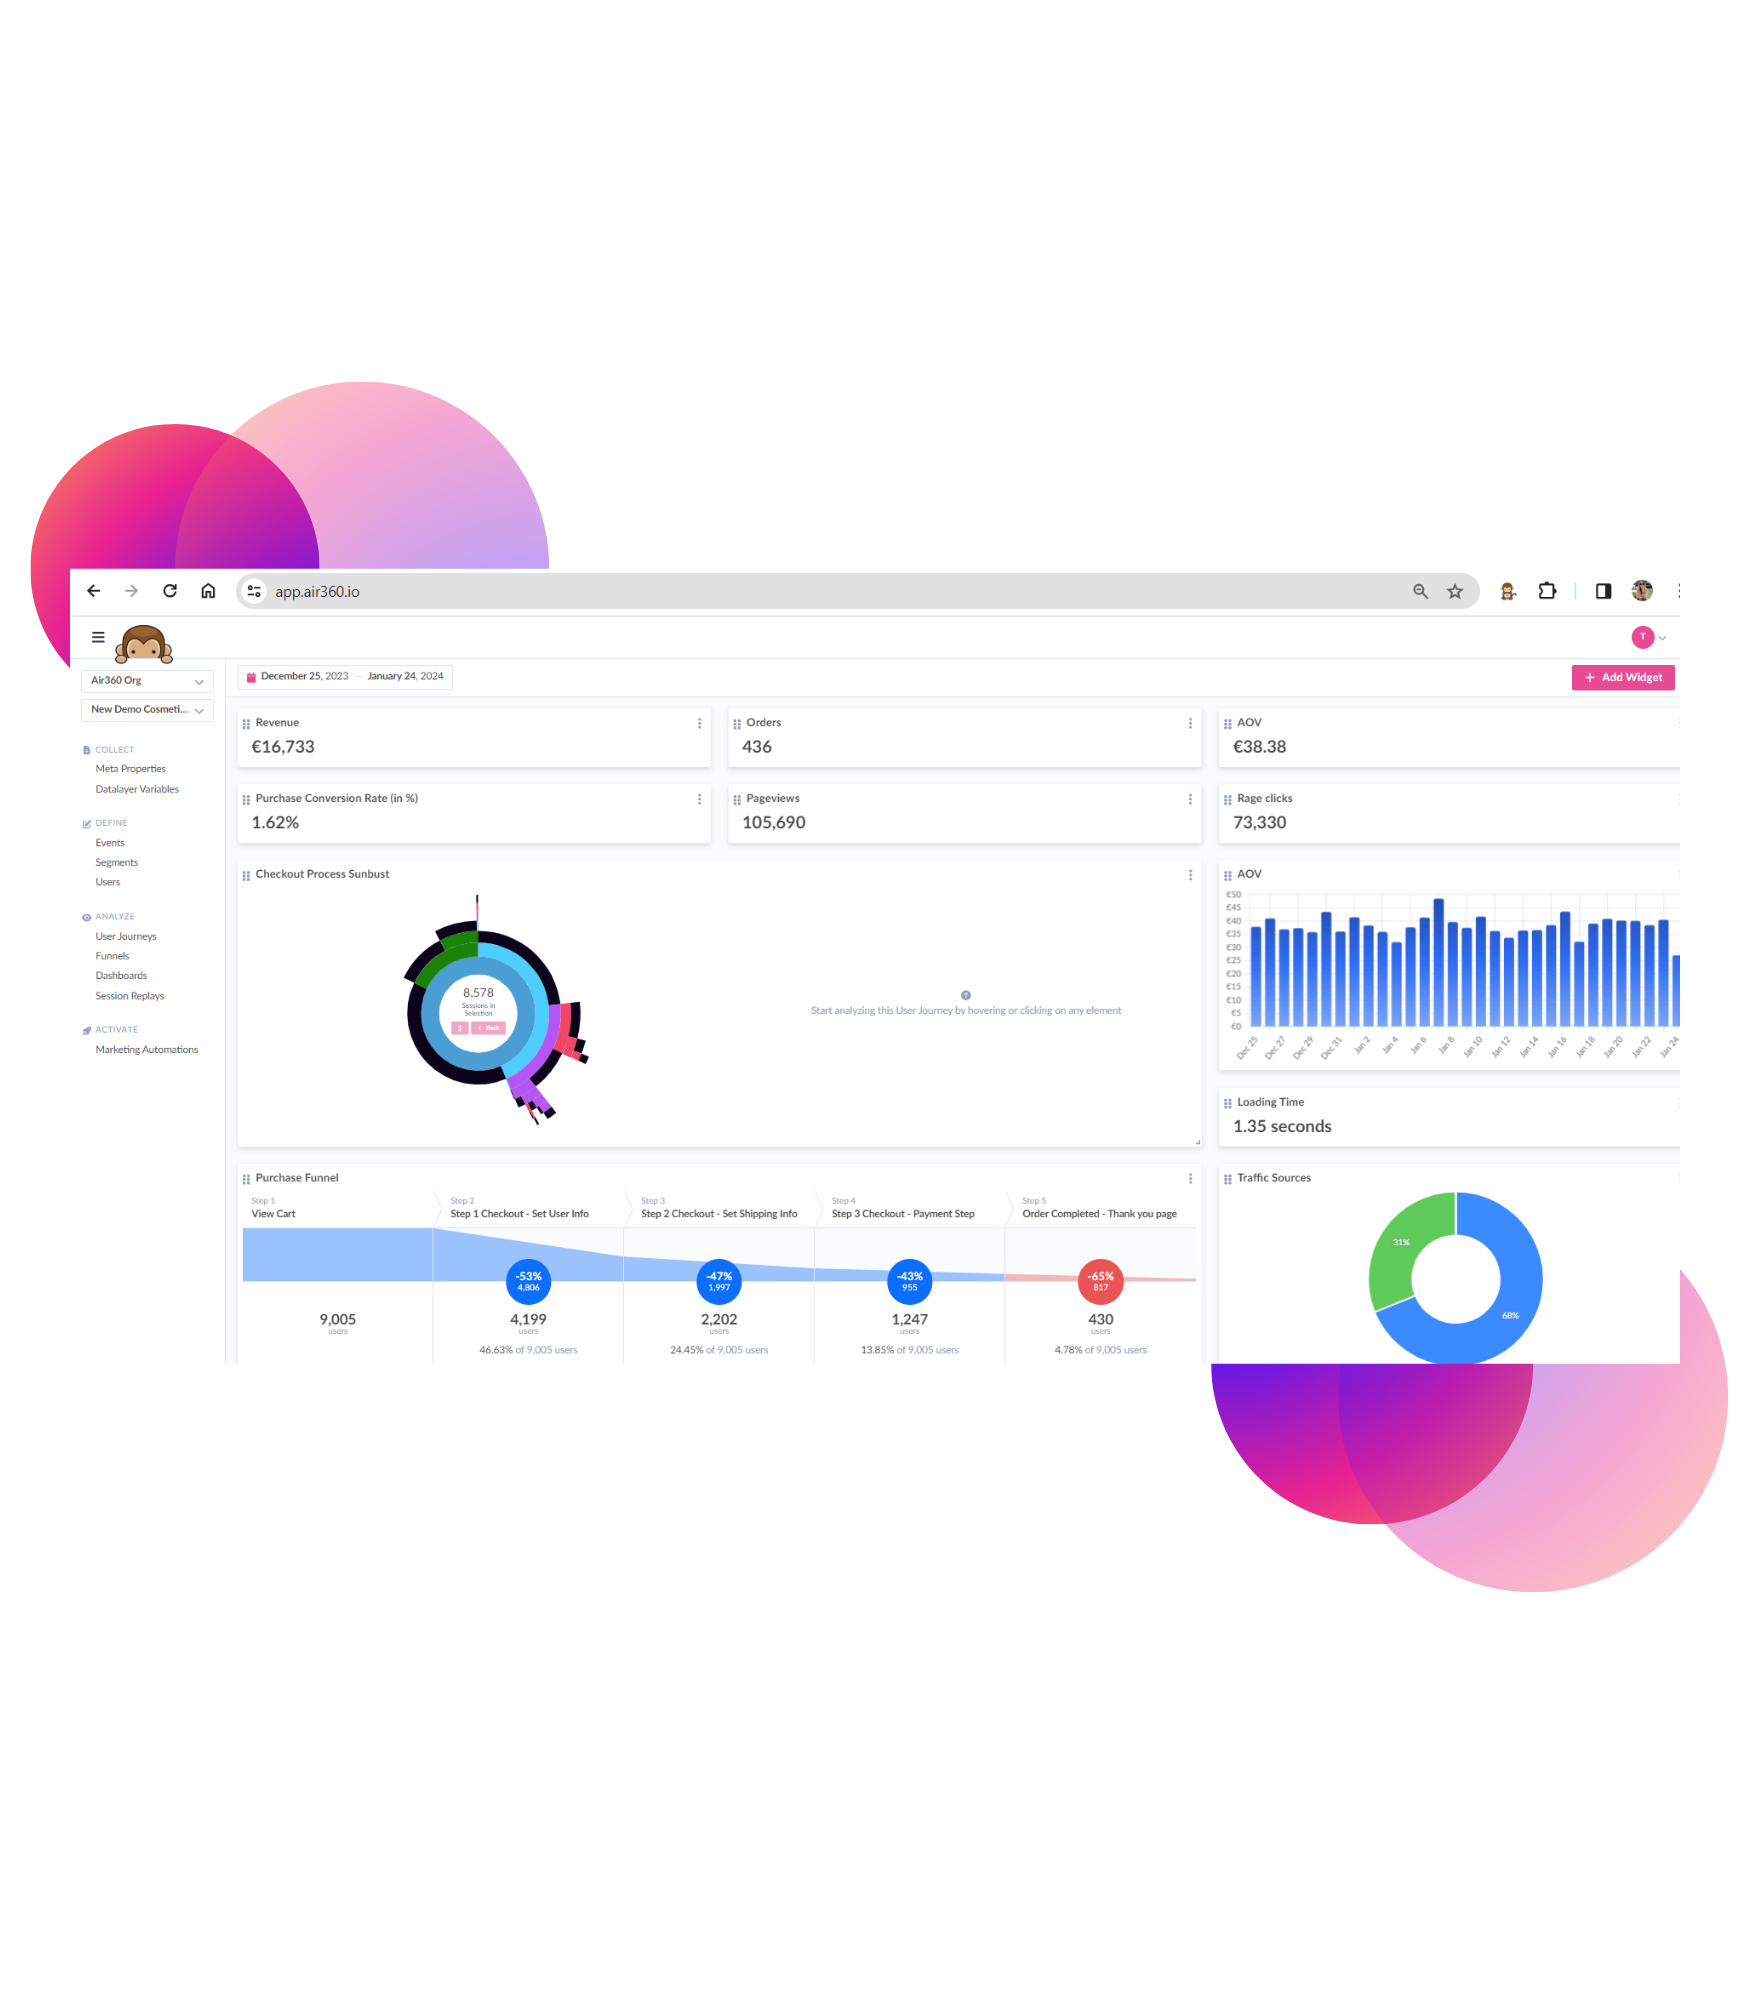 app.air360.io
T
Air360 Org
December 25, 2023 — January 24, 2024
+ Add Widget
New Demo Cosmeti...
COLLECT
Meta Properties
Datalayer Variables
DEFINE
Events
Segments
Users
ANALYZE
User Journeys
Funnels
Dashboards
Session Replays
ACTIVATE
Marketing Automations
Revenue
€16,733
Orders
436
AOV
€38.38
Purchase Conversion Rate (in %)
1.62%
Pageviews
105,690
Rage clicks
73,330
Checkout Process Sunbust
8,578
Sessions in
Selection
Back
?
Start analyzing this User Journey by hovering or clicking on any element
AOV
€50
€45
€40
€35
€30
€25
€20
€15
€10
€5
€0
Dec 25
Dec 27
Dec 29
Dec 31
Jan 2
Jan 4
Jan 6
Jan 8
Jan 10
Jan 12
Jan 14
Jan 16
Jan 18
Jan 20
Jan 22
Jan 24
Loading Time
1.35 seconds
Purchase Funnel
Step 1
View Cart
Step 2
Step 1 Checkout - Set User Info
Step 3
Step 2 Checkout - Set Shipping Info
Step 4
Step 3 Checkout - Payment Step
Step 5
Order Completed - Thank you page
-53%
4,806
-47%
1,997
-43%
955
-65%
817
9,005
users
4,199
users
46.63% of 9,005 users
2,202
users
24.45% of 9,005 users
1,247
users
13.85% of 9,005 users
430
users
4.78% of 9,005 users
Traffic Sources
31%
68%